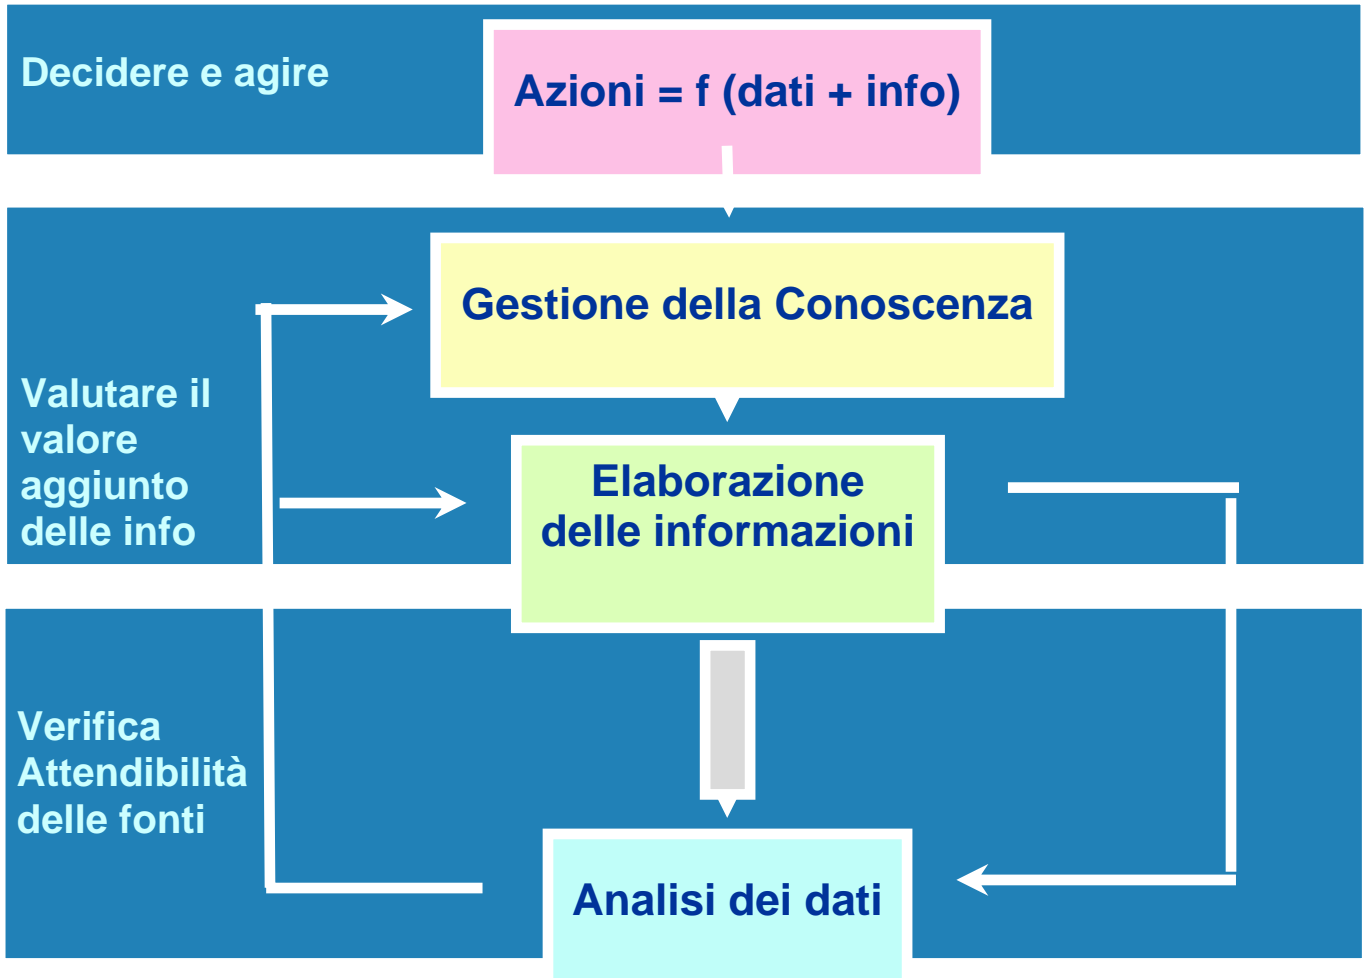 Decidere e agire
Azioni = f (dati + info)
Gestione della Conoscenza
Valutare il
valore
aggiunto
delle info
Elaborazione
delle informazioni
Verifica
Attendibilità
delle fonti
Analisi dei dati